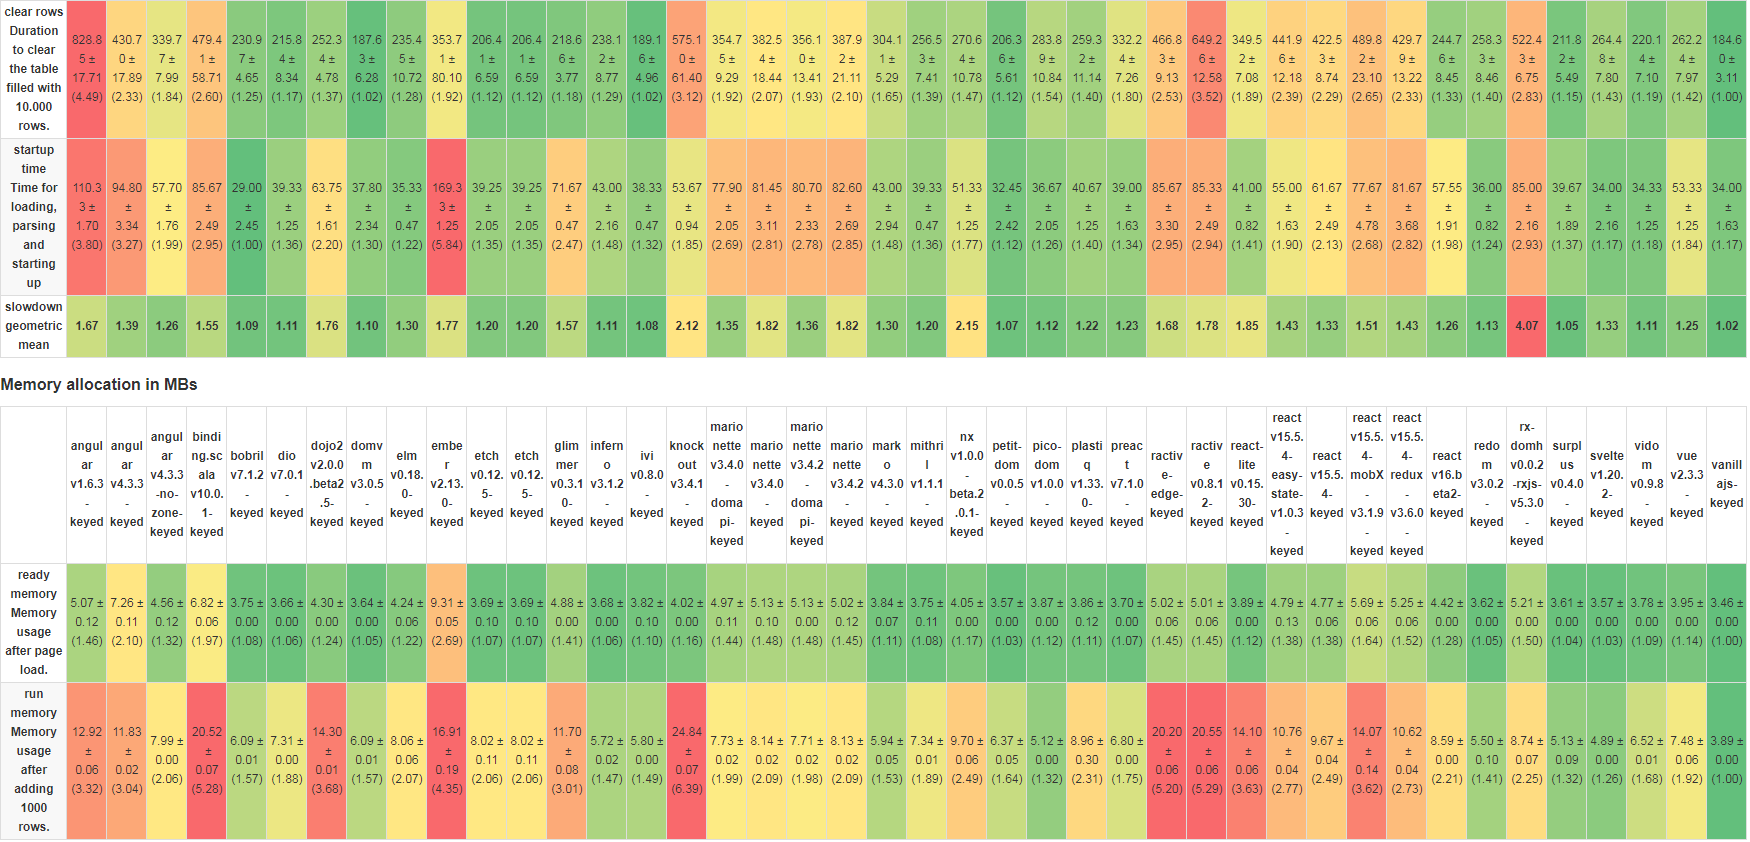 clear rows
Duration
to clear
the table
filled with
10.000
rows.
828.8 430.7 339.7 479.4 230.9 215.8 252.3 187.6 235.4 353.7 206.4 206.4 218.6 238.1 189.1 575.1 354.7 382.5 356.1 387.9 304.1 256.5 270.6 206.3 283.8 259.3 332.2 466.8 649.2 349.5 441.9 422.5 489.8 429.7 244.7 258.3 522.4 211.8 264.4 220.1 262.2 184.6
5 ± 0 ± 7 ± 1 ± 7 ± 4 ± 4 ± 3 ± 5 ± 1 ± 1 ± 1 ± 6 ± 2 ± 6 ± 0 ± 5 ± 4 ± 0 ± 2 ± 1 ± 3 ± 4 ± 6 ± 9 ± 2 ± 4 ± 3 ± 6 ± 2 ± 6 ± 4 ± 2 ± 9 ± 6 ± 3 ± 3 ± 2 ± 8 ± 4 ± 4 ± 0 ±
17.71 17.89 7.99 58.71 4.65 8.34 4.78 6.28 10.72 80.10 6.59 6.59 3.77 8.77 4.96 61.40 9.29 18.44 13.41 21.11 5.29 7.41 10.78 5.61 10.84 11.14 7.26 9.13 12.58 7.08 12.18 8.74 23.10 13.22 8.45 8.46 6.75 5.49 7.80 7.10 7.97 3.11
(4.49) (2.33) (1.84) (2.60) (1.25) (1.17) (1.37) (1.02) (1.28) (1.92) (1.12) (1.12) (1.18) (1.29) (1.02) (3.12) (1.92) (2.07) (1.93) (2.10) (1.65) (1.39) (1.47) (1.12) (1.54) (1.40) (1.80) (2.53) (3.52) (1.89) (2.39) (2.29) (2.65) (2.33) (1.33) (1.40) (2.83) (1.15) (1.43) (1.19) (1.42) (1.00)
startup
time
Time for
loading,
parsing
and
starting
up
110.3 94.80 57.70 85.67 29.00 39.33 63.75 37.80 35.33 169.3 39.25 39.25 71.67 43.00 38.33 53.67 77.90 81.45 80.70 82.60 43.00 39.33 51.33 32.45 36.67 40.67 39.00 85.67 85.33 41.00 55.00 61.67 77.67 81.67 57.55 36.00 85.00 39.67 34.00 34.33 53.33 34.00
3 ± ± ± ± ± ± ± ± ± 3 ± ± ± ± ± ± ± ± ± ± ± ± ± ± ± ± ± ± ± ± ± ± ± ± ± ± ± ± ± ± ± ± ±
1.70 3.34 1.76 2.49 2.45 1.25 1.61 2.34 0.47 1.25 2.05 2.05 0.47 2.16 0.47 0.94 2.05 3.11 2.33 2.69 2.94 0.47 1.25 2.42 2.05 1.25 1.63 3.30 2.49 0.82 1.63 2.49 4.78 3.68 1.91 0.82 2.16 1.89 2.16 1.25 1.25 1.63
(3.80) (3.27) (1.99) (2.95) (1.00) (1.36) (2.20) (1.30) (1.22) (5.84) (1.35) (1.35) (2.47) (1.48) (1.32) (1.85) (2.69) (2.81) (2.78) (2.85) (1.48) (1.36) (1.77) (1.12) (1.26) (1.40) (1.34) (2.95) (2.94) (1.41) (1.90) (2.13) (2.68) (2.82) (1.98) (1.24) (2.93) (1.37) (1.17) (1.18) (1.84) (1.17)
slowdown
geometric
mean
1.67 1.39 1.26 1.55 1.09 1.11 1.76 1.10 1.30 1.77 1.20 1.20 1.57 1.11 1.08 2.12 1.35 1.82 1.36 1.82 1.30 1.20 2.15 1.07 1.12 1.22 1.23 1.68 1.78 1.85 1.43 1.33 1.51 1.43 1.26 1.13 4.07 1.05 1.33 1.11 1.25 1.02
Memory allocation in MBs
angul
ar
v1.6.3
-
keyed
angul
ar
v4.3.3
-
keyed
angul
ar
v4.3.3
-no-
zone-
keyed
bindi
ng.sc
ala
v10.0.
1-
keyed
bobril
v7.1.2
-
keyed
dio
v7.0.1
-
keyed
dojo2
v2.0.0
.beta2
.5-
keyed
domv
m
v3.0.5
-
keyed
elm
v0.18.
0-
keyed
embe
r
v2.13.
0-
keyed
etch
v0.12.
5-
keyed
etch
v0.12.
5-
keyed
glim
mer
v0.3.1
0-
keyed
infern
o
v3.1.2
-
keyed
ivi
v0.8.0
-
keyed
knock
out
v3.4.1
-
keyed
mario
nette
v3.4.0
-
doma
pi-
keyed
mario
nette
v3.4.0
-
keyed
mario
nette
v3.4.2
-
doma
pi-
keyed
mario
nette
v3.4.2
-
keyed
mark
o
v4.3.0
-
keyed
mithri
l
v1.1.1
-
keyed
nx
v1.0.0
-
beta.2
.0.1-
keyed
petit-
dom
v0.0.5
-
keyed
pico-
dom
v1.0.0
-
keyed
plasti
q
v1.33.
0-
keyed
preac
t
v7.1.0
-
keyed
ractiv
e-
edge-
keyed
ractiv
e
v0.8.1
2-
keyed
react-
lite
v0.15.
30-
keyed
react
v15.5.
4-
easy-
state-
v1.0.3
-
keyed
react
v15.5.
4-
keyed
react
v15.5.
4-
mobX
-
v3.1.9
-
keyed
react
v15.5.
4-
redux
-
v3.6.0
-
keyed
react
v16.b
eta2-
keyed
redo
m
v3.0.2
-
keyed
rx-
domh
v0.0.2
-rxjs-
v5.3.0
-
keyed
surpl
us
v0.4.0
-
keyed
svelte
v1.20.
2-
keyed
vido
m
v0.9.8
-
keyed
vue
v2.3.3
-
keyed
vanill
ajs-
keyed
ready
memory
Memory
usage
after page
load.
5.07 ± 7.26 ± 4.56 ± 6.82 ± 3.75 ± 3.66 ± 4.30 ± 3.64 ± 4.24 ± 9.31 ± 3.69 ± 3.69 ± 4.88 ± 3.68 ± 3.82 ± 4.02 ± 4.97 ± 5.13 ± 5.13 ± 5.02 ± 3.84 ± 3.75 ± 4.05 ± 3.57 ± 3.87 ± 3.86 ± 3.70 ± 5.02 ± 5.01 ± 3.89 ± 4.79 ± 4.77 ± 5.69 ± 5.25 ± 4.42 ± 3.62 ± 5.21 ± 3.61 ± 3.57 ± 3.78 ± 3.95 ± 3.46 ±
0.12 0.11 0.12 0.06 0.00 0.00 0.00 0.00 0.06 0.05 0.10 0.10 0.00 0.06 0.10 0.00 0.11 0.10 0.00 0.12 0.07 0.11 0.00 0.00 0.00 0.12 0.00 0.06 0.06 0.00 0.13 0.06 0.06 0.06 0.00 0.00 0.00 0.00 0.00 0.00 0.00 0.00
(1.46) (2.10) (1.32) (1.97) (1.08) (1.06) (1.24) (1.05) (1.22) (2.69) (1.07) (1.07) (1.41) (1.06) (1.10) (1.16) (1.44) (1.48) (1.48) (1.45) (1.11) (1.08) (1.17) (1.03) (1.12) (1.11) (1.07) (1.45) (1.45) (1.12) (1.38) (1.38) (1.64) (1.52) (1.28) (1.05) (1.50) (1.04) (1.03) (1.09) (1.14) (1.00)
run
memory
Memory
usage
after
adding
1000
rows.
12.92 ± 11.83 ± 7.99 ± 20.52 ± 6.09 ± 7.31 ± 14.30 ± 6.09 ± 8.06 ± 16.91 ± 8.02 ± 8.02 ± 11.70 ± 5.72 ± 5.80 ± 24.84 ± 7.73 ± 8.14 ± 7.71 ± 8.13 ± 5.94 ± 7.34 ± 9.70 ± 6.37 ± 5.12 ± 8.96 ± 6.80 ± 20.20 ± 20.55 ± 14.10 ± 10.76 ± 9.67 ± 14.07 ± 10.62 ± 8.59 ± 5.50 ± 8.74 ± 5.13 ± 4.89 ± 6.52 ± 7.48 ± 3.89 ±
0.06 0.02 0.00 0.07 0.01 0.00 0.01 0.01 0.06 0.19 0.11 0.11 0.08 0.02 0.00 0.07 0.02 0.02 0.02 0.02 0.05 0.01 0.06 0.05 0.00 0.30 0.00 0.06 0.06 0.06 0.04 0.04 0.14 0.04 0.00 0.10 0.07 0.09 0.00 0.01 0.06 0.00
(3.32) (3.04) (2.06) (5.28) (1.57) (1.88) (3.68) (1.57) (2.07) (4.35) (2.06) (2.06) (3.01) (1.47) (1.49) (6.39) (1.99) (2.09) (1.98) (2.09) (1.53) (1.89) (2.49) (1.64) (1.32) (2.31) (1.75) (5.20) (5.29) (3.63) (2.77) (2.49) (3.62) (2.73) (2.21) (1.41) (2.25) (1.32) (1.26) (1.68) (1.92) (1.00)